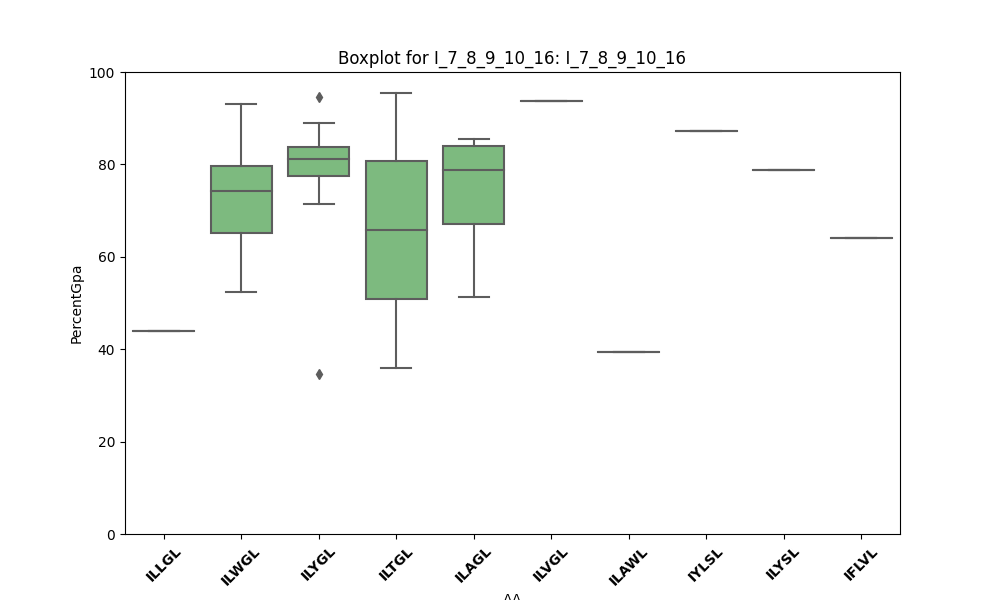 Boxplot for I_7_8_9_10_16: I_7_8_9_10_16
100
80
60
40
20
0
PercentGpa
ILLGL
ILWGL
ILYGL
ILTGL
ILAGL
ILVGL
ILAWL
IYLSL
ILYSL
IFLVL
AA